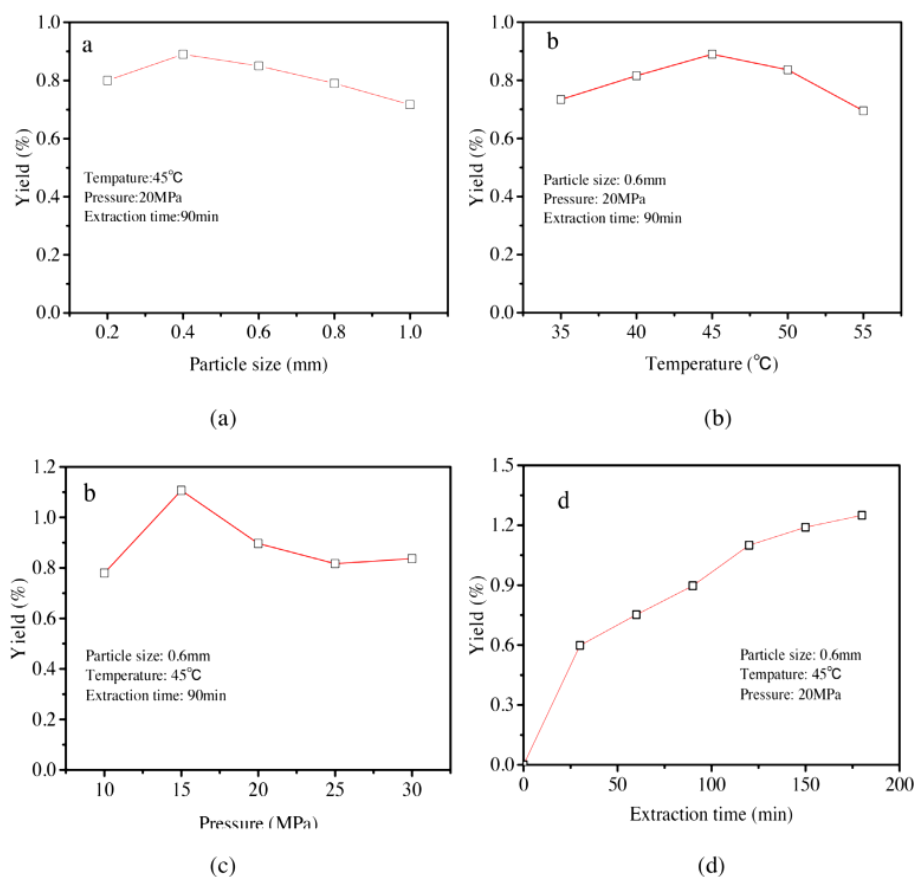 1.0
a
0.8
0.6
0.4
0.2
0.0
Yield (%)
Tempature:45℃
Pressure:20MPa
Extraction time:90min
0.2 0.4 0.6 0.8 1.0
Particle size (mm)
(a)
1.0
b
0.8
0.6
0.4
0.2
0.0
Yield (%)
Particle size: 0.6mm
Pressure: 20MPa
Extraction time: 90min
35 40 45 50 55
Temperature (℃)
(b)
1.2
b
1.0
0.8
0.6
0.4
0.2
0.0
Yield (%)
Particle size: 0.6mm
Temperature: 45℃
Extraction time: 90min
10 15 20 25 30
Pressure (MPa)
(c)
1.5
d
1.2
0.9
0.6
0.3
0.0
Yield (%)
Particle size: 0.6mm
Tempature: 45℃
Pressure: 20MPa
0 50 100 150 200
Extraction time (min)
(d)